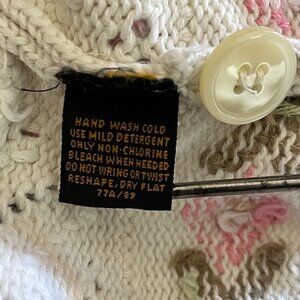 HAND WASH COLD
USE MILD DETERGENT
ONLY NON-CHLORINE
BLEACH WHEN NEEDED
DO NOT WRING OR TWIST
RESHAPE, DRY FLAT
77A/89